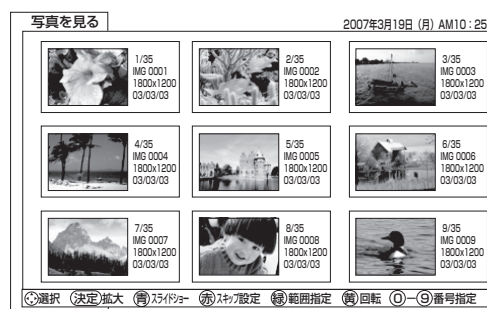 写真を見る
2007年3月19日 (月) AM10：25
1/35
IMG 0001
1800x1200
03/03/03
2/35
IMG 0002
1800x1200
03/03/03
3/35
IMG 0003
1800x1200
03/03/03
4/35
IMG 0004
1800x1200
03/03/03
5/35
IMG 0005
1800x1200
03/03/03
6/35
IMG 0006
1800x1200
03/03/03
7/35
IMG 0007
1800x1200
03/03/03
8/35
IMG 0008
1800x1200
03/03/03
9/35
IMG 0009
1800x1200
03/03/03
選択 決定 拡大 青 スライドショー 赤 スキップ設定 緑 範囲指定 黄 回転 0－9 番号指定